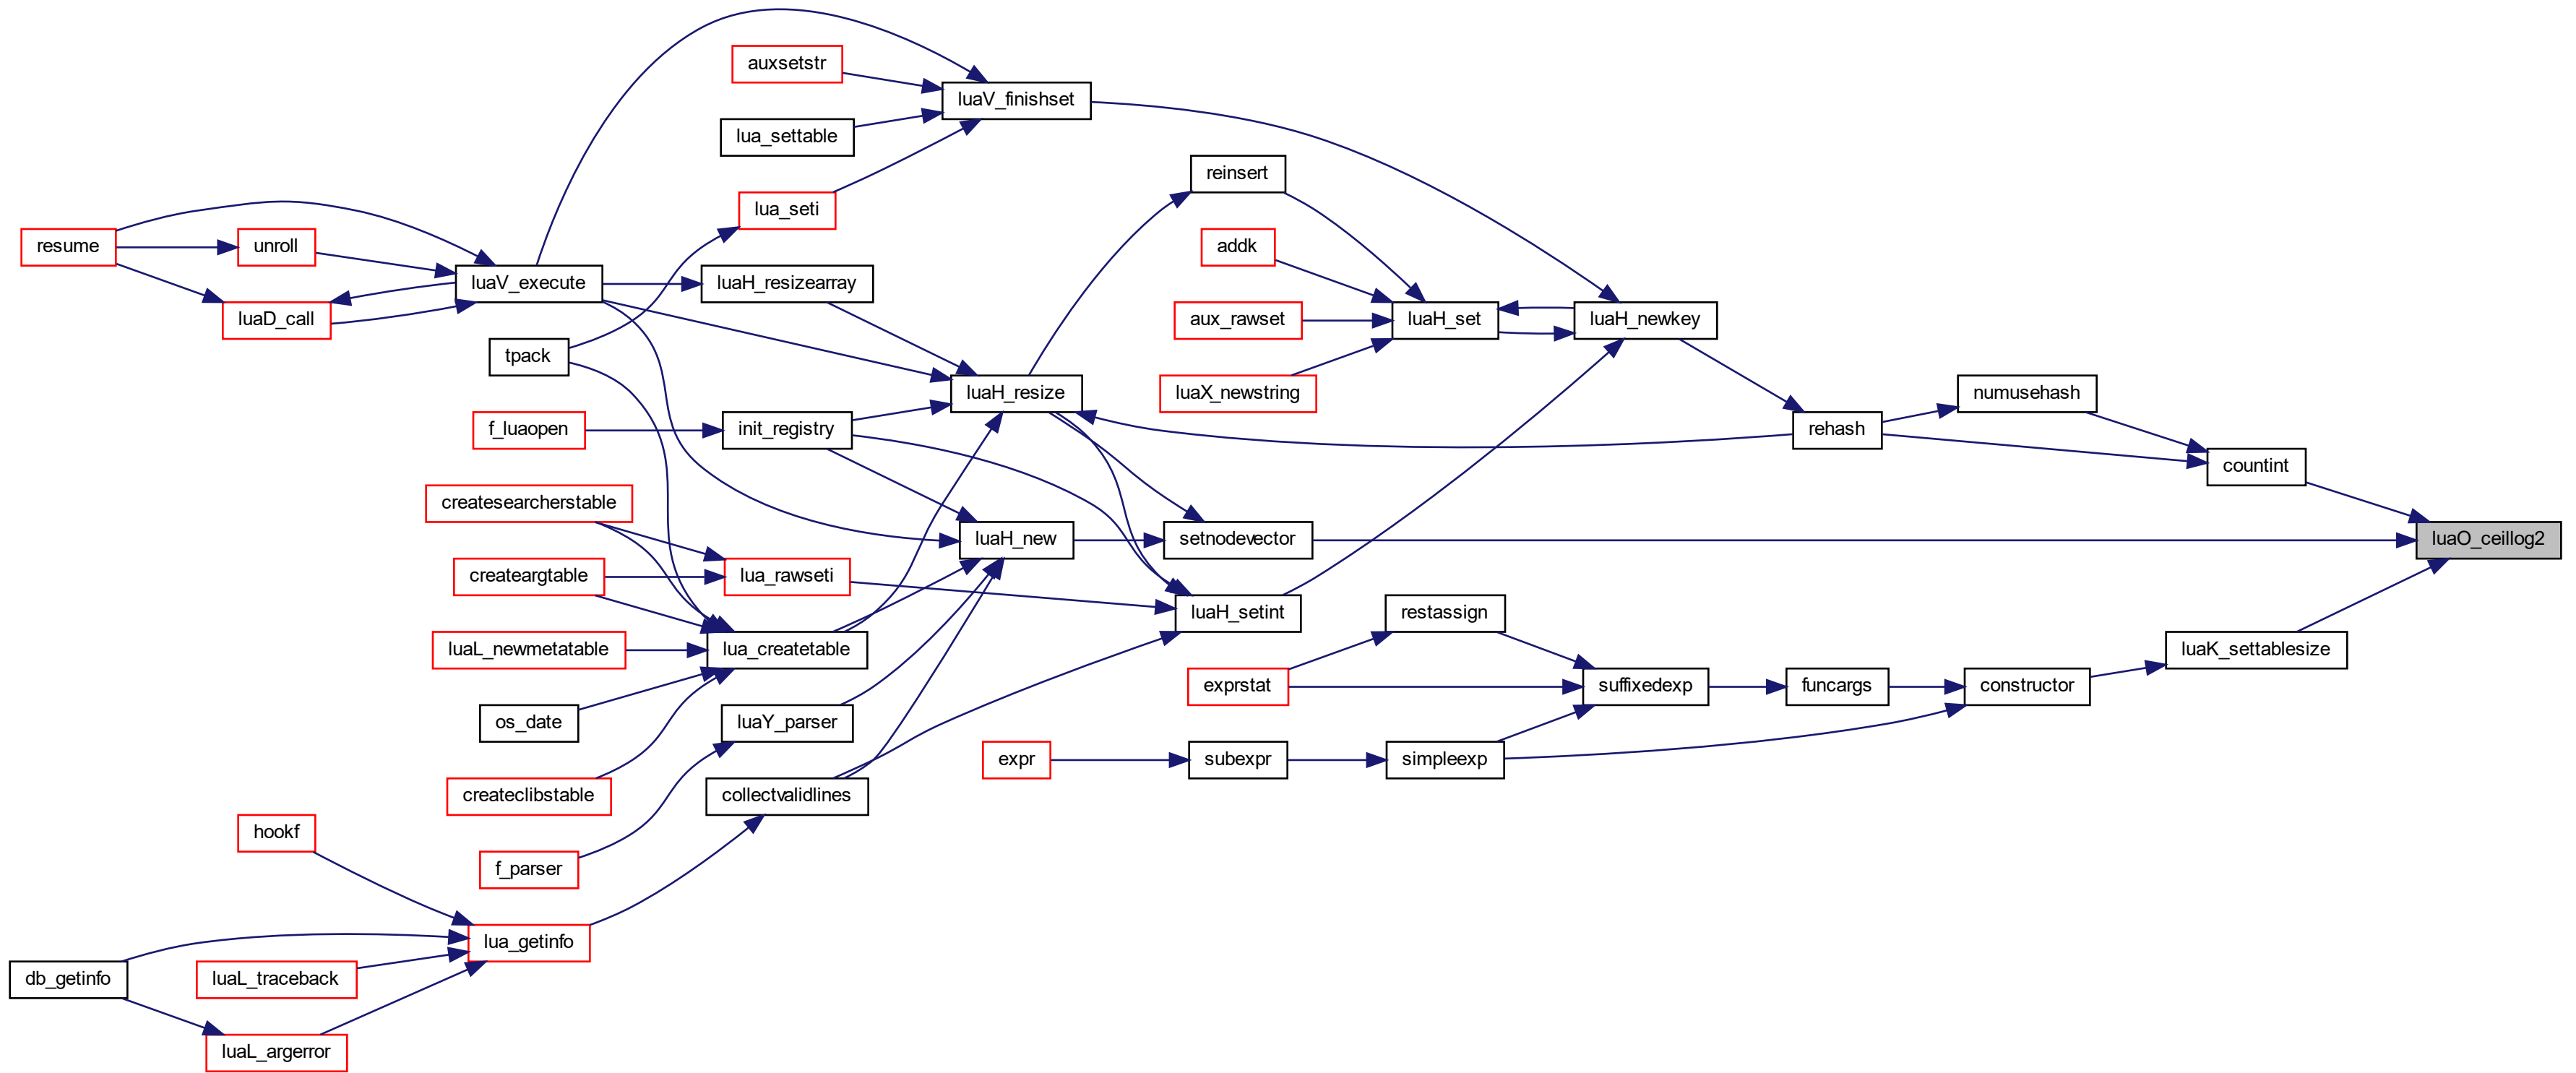 auxsetstr
luaV_finishset
lua_settable
reinsert
lua_seti
resume
unroll
addk
luaV_execute
luaH_resizearray
luaD_call
aux_rawset
luaH_set
luaH_newkey
tpack
luaX_newstring
luaH_resize
numusehash
f_luaopen
init_registry
rehash
countint
createsearcherstable
luaH_new
setnodevector
luaO_ceillog2
createargtable
lua_rawseti
luaH_setint
restassign
luaL_newmetatable
lua_createtable
luaK_settablesize
exprstat
suffixedexp
funcargs
constructor
os_date
luaY_parser
expr
subexpr
simpleexp
createclibstable
collectvalidlines
hookf
f_parser
lua_getinfo
db_getinfo
luaL_traceback
luaL_argerror